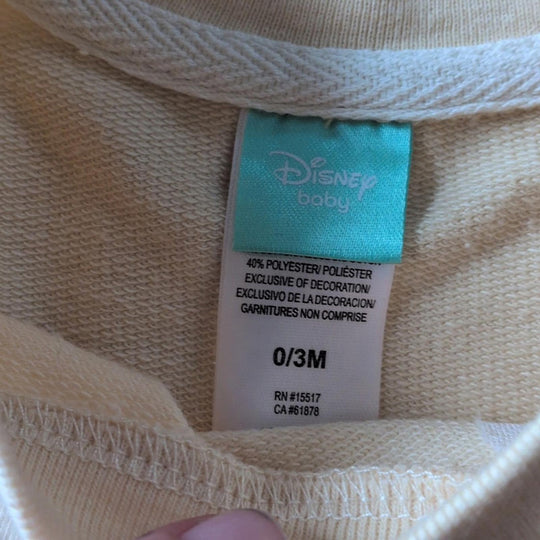 Disney
baby
40% POLYESTER/ POLIÉSTER
EXCLUSIVE OF DECORATION/
EXCLUSIVO DE LA DECORACION/
GARNITURES NON COMPRISE
0/3M
RN #15517
CA #61878